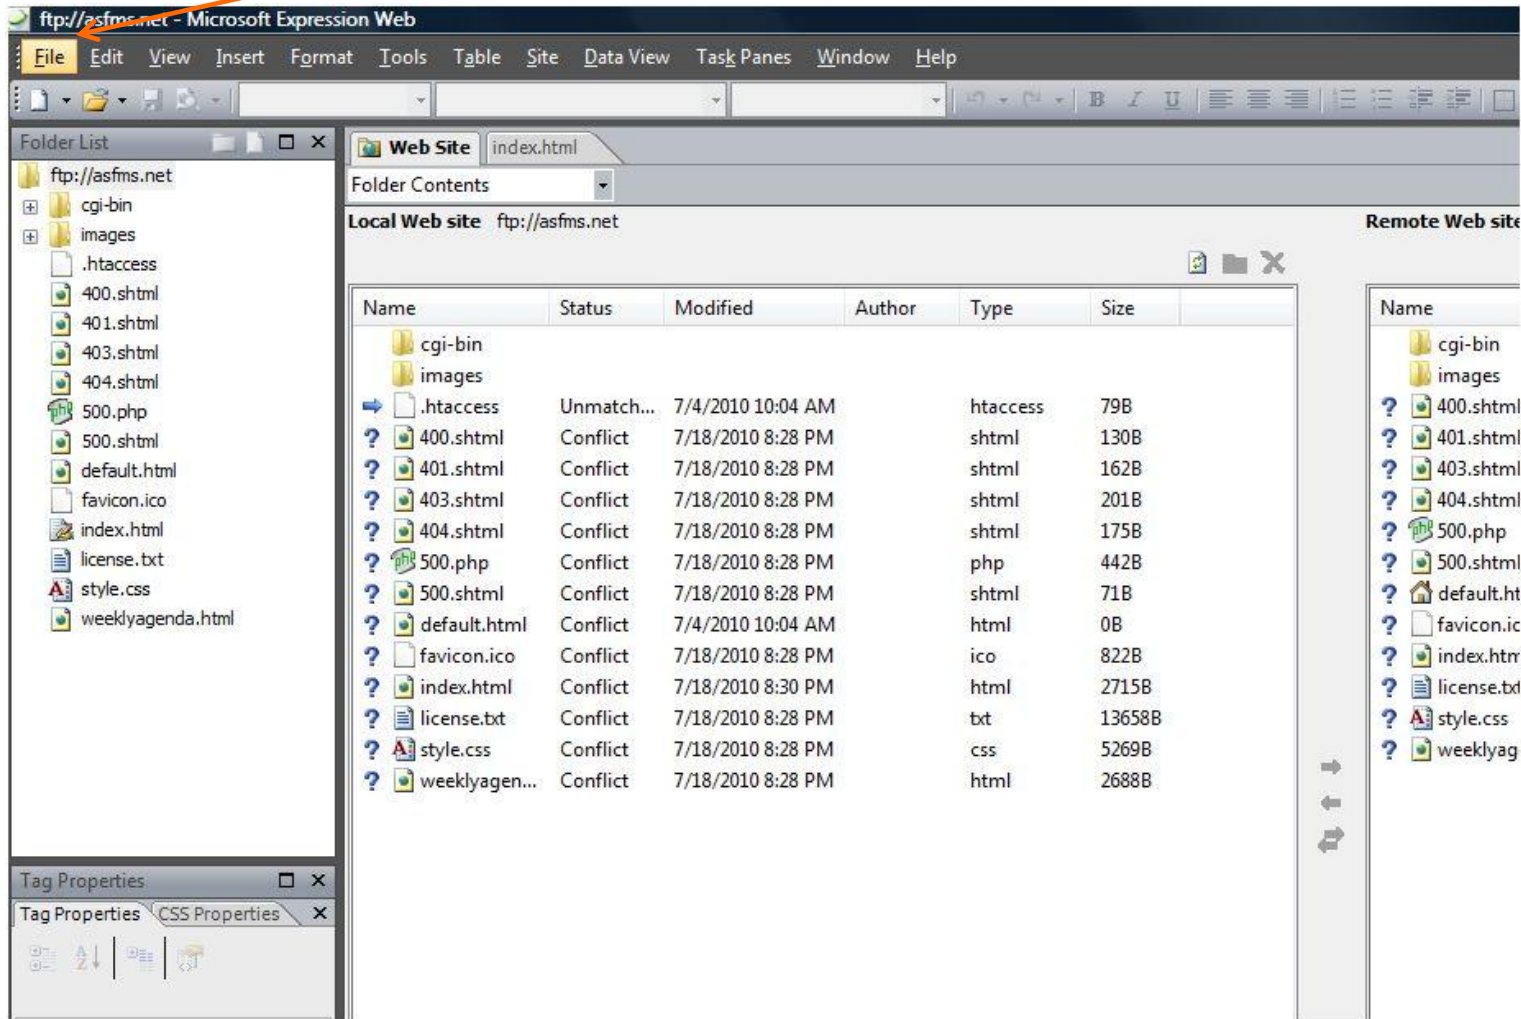 ftp://asfms.net - Microsoft Expression Web
File Edit View Insert Format Tools Table Site Data View Task Panes Window Help
B I U
Folder List
ftp://asfms.net
cgi-bin
images
.htaccess
400.shtml
401.shtml
403.shtml
404.shtml
500.php
500.shtml
default.html
favicon.ico
index.html
license.txt
style.css
weeklyagenda.html
Tag Properties
Tag Properties CSS Properties
Web Site index.html
Folder Contents
Local Web site ftp://asfms.net
Name Status Modified Author Type Size
cgi-bin
images
.htaccess Unmatch... 7/4/2010 10:04 AM htaccess 79B
400.shtml Conflict 7/18/2010 8:28 PM shtml 130B
401.shtml Conflict 7/18/2010 8:28 PM shtml 162B
403.shtml Conflict 7/18/2010 8:28 PM shtml 201B
404.shtml Conflict 7/18/2010 8:28 PM shtml 175B
500.php Conflict 7/18/2010 8:28 PM php 442B
500.shtml Conflict 7/18/2010 8:28 PM shtml 71B
default.html Conflict 7/4/2010 10:04 AM html 0B
favicon.ico Conflict 7/18/2010 8:28 PM ico 822B
index.html Conflict 7/18/2010 8:30 PM html 2715B
license.txt Conflict 7/18/2010 8:28 PM txt 13658B
style.css Conflict 7/18/2010 8:28 PM css 5269B
weeklyagen... Conflict 7/18/2010 8:28 PM html 2688B
Remote Web site
Name
cgi-bin
images
400.shtml
401.shtml
403.shtml
404.shtml
500.php
500.shtml
default.ht
favicon.ic
index.htm
license.txt
style.css
weeklyag